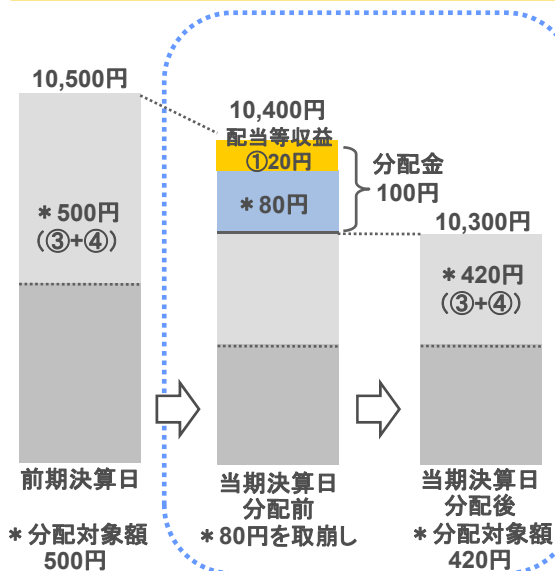 10,500円
＊500円
（③+④）
前期決算日
＊分配対象額
500円
10,400円
配当等収益
①20円
＊80円
分配金
100円
当期決算日
分配前
＊80円を取崩し
10,300円
＊420円
（③+④）
当期決算日
分配後
＊分配対象額
420円